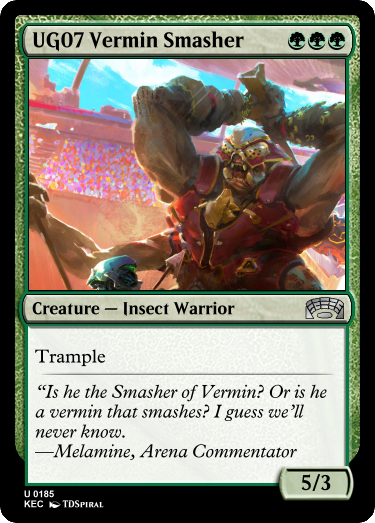 UG07 Vermin Smasher
Creature — Insect Warrior
Trample
“Is he the Smasher of Vermin? Or is he
a vermin that smashes? I guess we’ll
never know.
—Melamine, Arena Commentator
5/3
U 0185
KEC TDSpiral